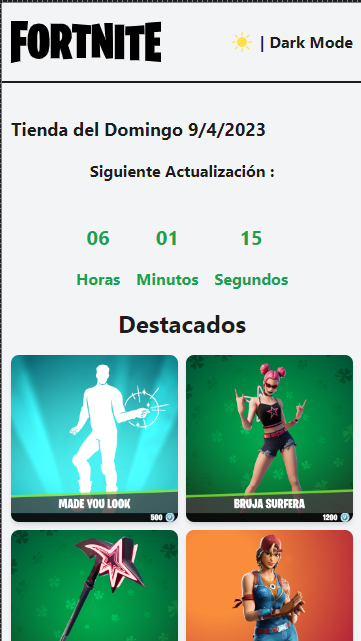 FORTNITE
| Dark Mode
Tienda del Domingo 9/4/2023
Siguiente Actualización :
06 01 15
Horas Minutos Segundos
Destacados
MADE YOU LOOK
500
BRUJA SURFERA
1200